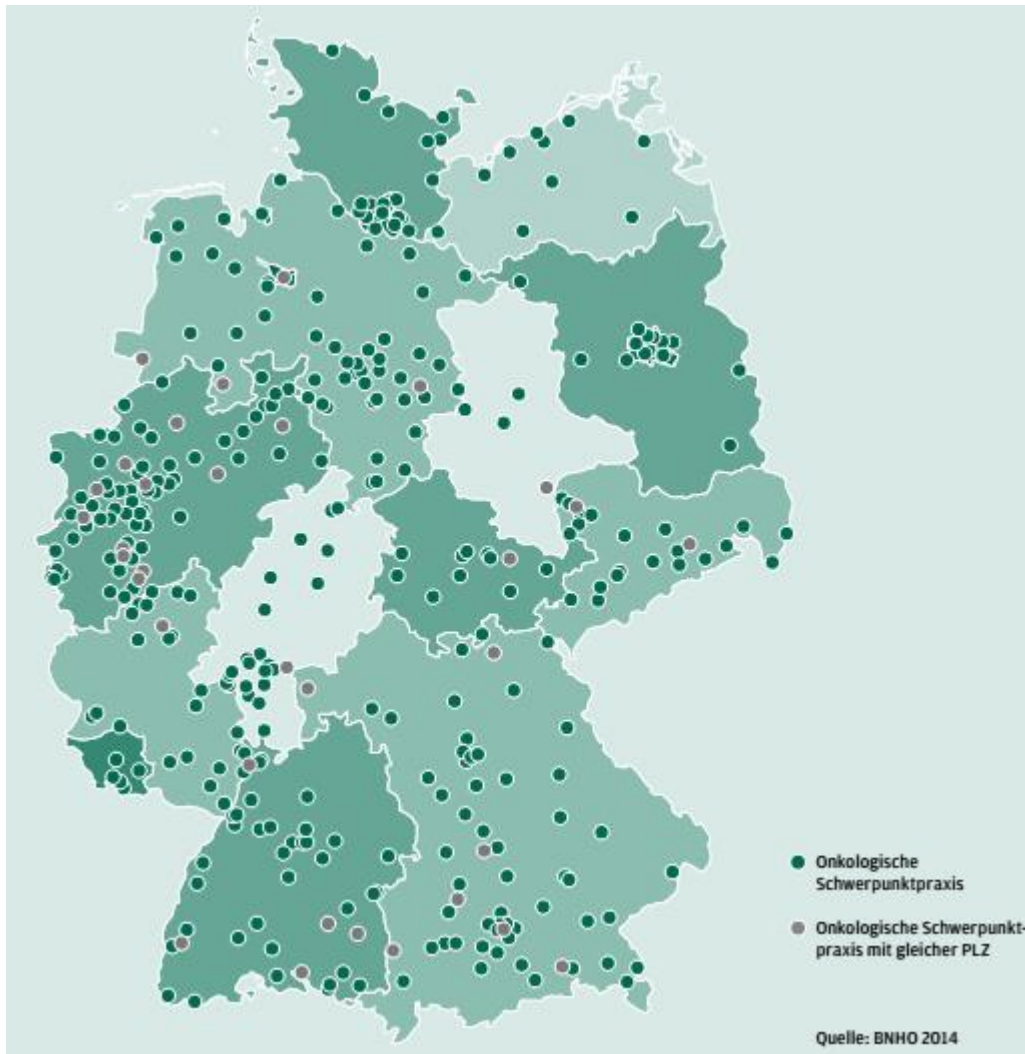 Onkologische
Schwerpunktpraxis
Onkologische Schwerpunkt-
praxis mit gleicher PLZ
Quelle: BNHO 2014